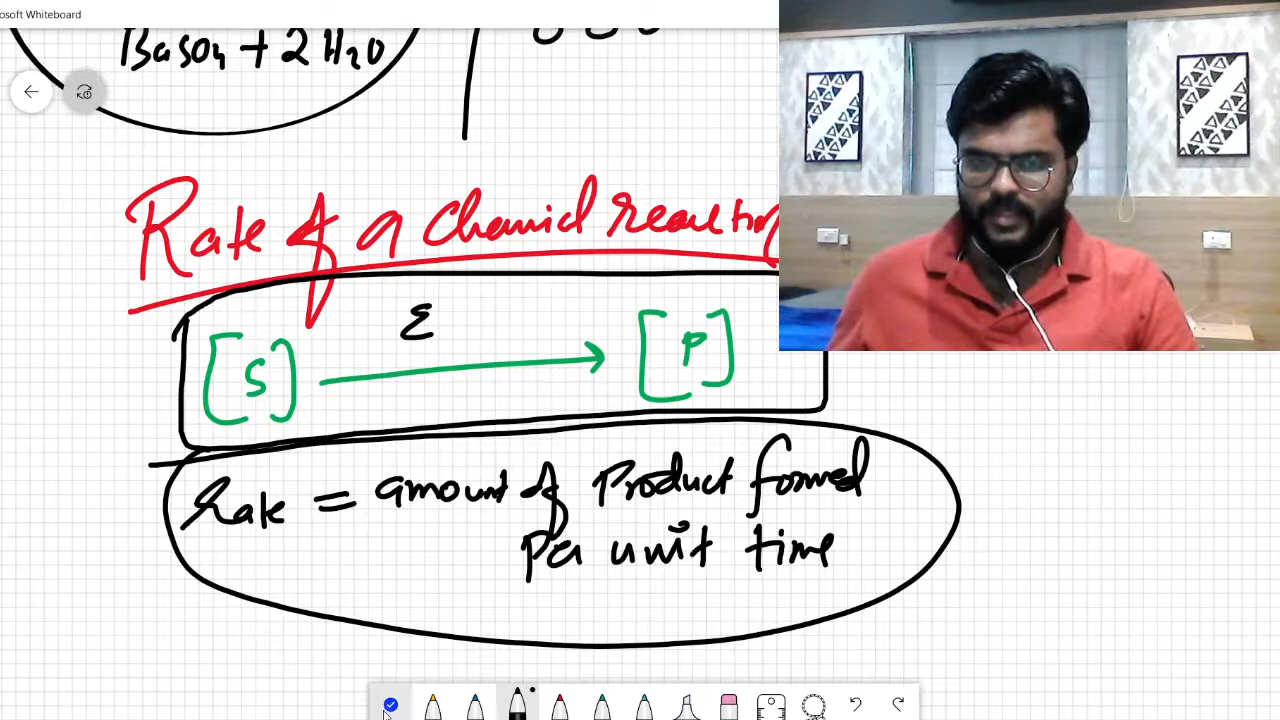 osoft Whiteboard
BaSO4 + 2 H2O
Rate of a Chemical reaction
E
[S] → [P]
Rate = amount of Product formed
Per unit time